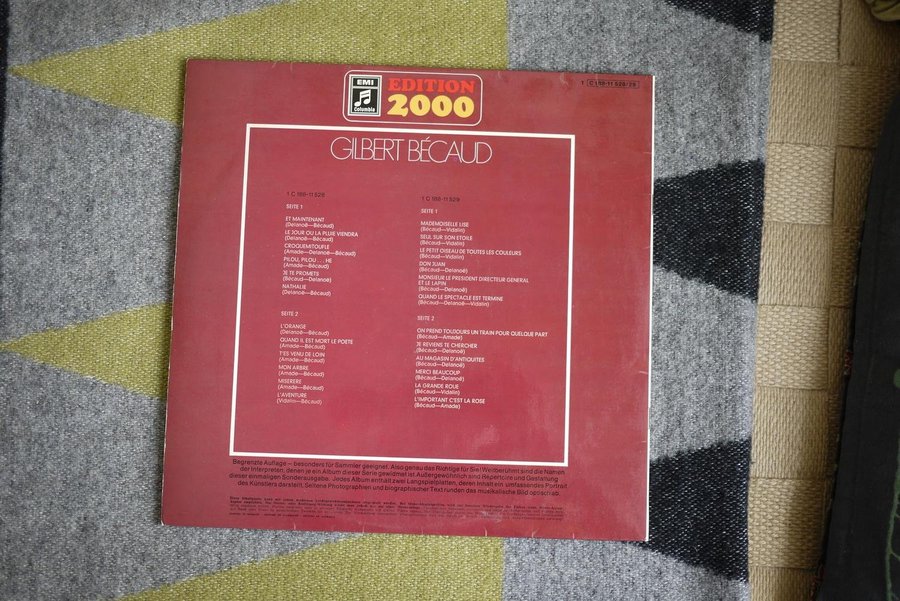 EMI
Columbia
EDITION
2000
1 C 188-11 528/29
GILBERT BÉCAUD
1 C 188-11 528
SEITE 1
ET MAINTENANT
(Delanoë—Bécaud)
LE JOUR OU LA PLUIE VIENDRA
(Delanoë—Bécaud)
CROQUEMITOUFLE
(Amade—Delanoë—Bécaud)
PILOU, PILOU . . . HE
(Amade—Bécaud)
JE TE PROMETS
(Bécaud—Delanoë)
NATHALIE
(Delanoë—Bécaud)
SEITE 2
L'ORANGE
(Delanoë—Bécaud)
QUAND IL EST MORT LE POETE
(Amade—Bécaud)
T'ES VENU DE LOIN
(Amade—Bécaud)
MON ARBRE
(Amade—Bécaud)
MISERERE
(Amade—Bécaud)
L'AVENTURE
(Vidalin—Bécaud)
1 C 188-11 529
SEITE 1
MADEMOISELLE LISE
(Bécaud—Vidalin)
SEUL SUR SON ETOILE
(Bécaud—Vidalin)
LE PETIT OISEAU DE TOUTES LES COULEURS
(Bécaud—Vidalin)
DON JUAN
(Bécaud—Delanoë)
MONSIEUR LE PRESIDENT DIRECTEUR GENERAL
ET LE LAPIN
(Bécaud—Delanoë)
QUAND LE SPECTACLE EST TERMINE
(Bécaud—Delanoë—Vidalin)
SEITE 2
ON PREND TOUJOURS UN TRAIN POUR QUELQUE PART
(Bécaud—Amade)
JE REVIENS TE CHERCHER
(Bécaud—Delanoë)
AU MAGASIN D'ANTIQUITES
(Bécaud—Delanoë)
MERCI BEAUCOUP
(Bécaud—Delanoë)
LA GRANDE ROUE
(Bécaud—Vidalin)
L'IMPORTANT C'EST LA ROSE
(Bécaud—Amade)
Begrenzte Auflage — besonders für Sammler geeignet. Also genau das Richtige für Sie! Weltberühmt sind die Namen
der Interpreten, denen je ein Album dieser Serie gewidmet ist. Außergewöhnlich sind Repertoire und Gestaltung
dieser einmaligen Sonderausgabe. Jedes Album enthält zwei Langspielplatten, deren Inhalt ein umfassendes Portrait
des Künstlers darstellt. Seltene Photographien und biographischer Text runden das musikalische Bild optisch ab.